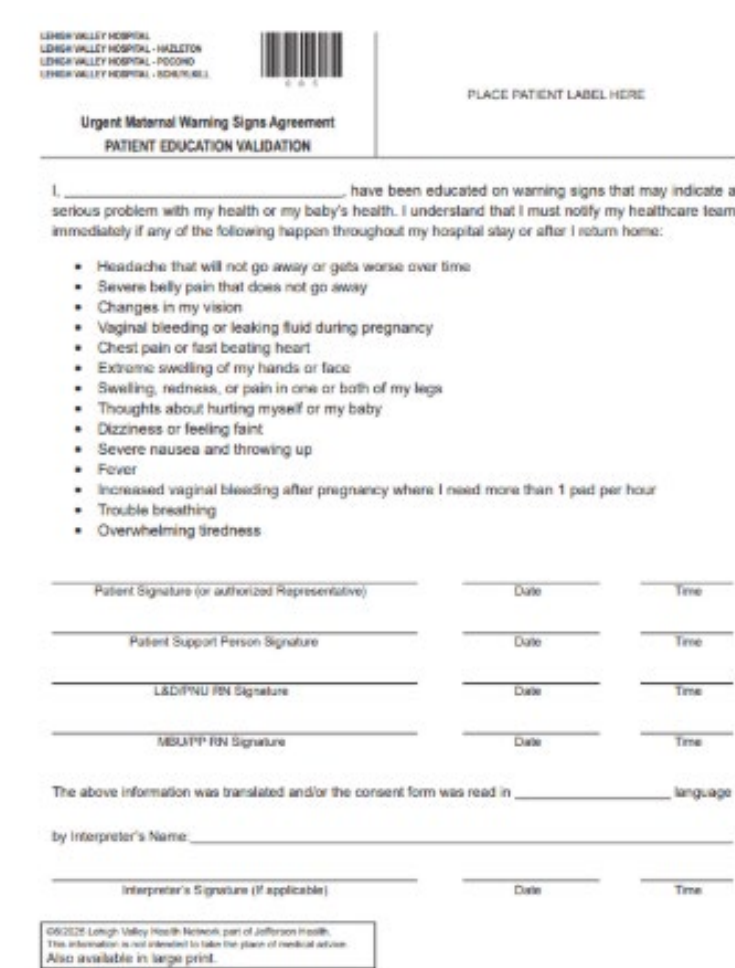 LEHIGH VALLEY HOSPITAL
LEHIGH VALLEY HOSPITAL - HAZLETON
LEHIGH VALLEY HOSPITAL - POCONO
LEHIGH VALLEY HOSPITAL - SCHUYLKILL
PLACE PATIENT LABEL HERE
Urgent Maternal Warning Signs Agreement
PATIENT EDUCATION VALIDATION
I, ______________________________, have been educated on warning signs that may indicate a
serious problem with my health or my baby's health. I understand that I must notify my healthcare team
immediately if any of the following happen throughout my hospital stay or after I return home:
• Headache that will not go away or gets worse over time
• Severe belly pain that does not go away
• Changes in my vision
• Vaginal bleeding or leaking fluid during pregnancy
• Chest pain or fast beating heart
• Extreme swelling of my hands or face
• Swelling, redness, or pain in one or both of my legs
• Thoughts about hurting myself or my baby
• Dizziness or feeling faint
• Severe nausea and throwing up
• Fever
• Increased vaginal bleeding after pregnancy where I need more than 1 pad per hour
• Trouble breathing
• Overwhelming tiredness
Patient Signature (or authorized Representative) Date Time
Patient Support Person Signature Date Time
L&D/PNU RN Signature Date Time
MBU/PP RN Signature Date Time
The above information was translated and/or the consent form was read in _________________ language
by Interpreter's Name:
Interpreter's Signature (If applicable) Date Time
Lehigh Valley Health Network part of Jefferson Health.
This information is not intended to take the place of medical advice.
Also available in large print.